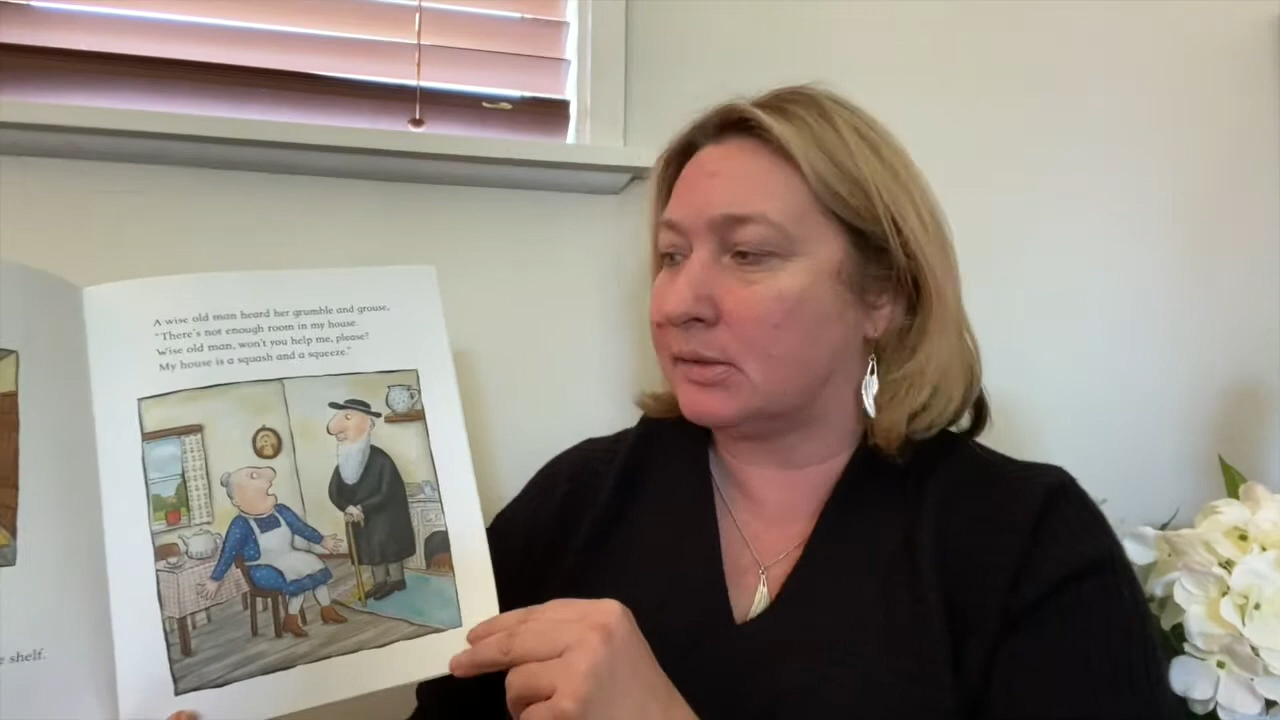 shelf.
A wise old man heard her grumble and grouse,
"There's not enough room in my house.
Wise old man, won't you help me, please?
My house is a squash and a squeeze."